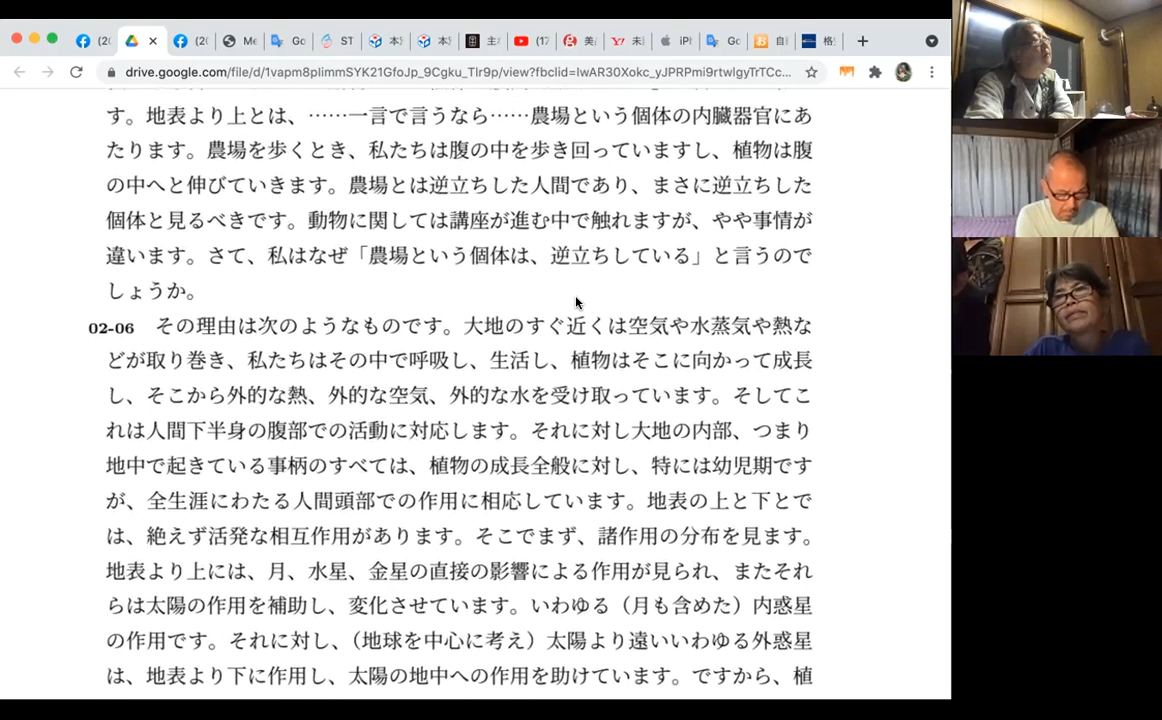 (20
(20
Me
Go
ST
本
本
主
(17
美
未
iPh
Go
自
格
drive.google.com/file/d/1vapm8pIimmSYK21GfoJp_9Cgku_Tlr9p/view?fbclid=IwAR30Xokc_yJPRPmi9rtwlgyTrTCc...
す。地表より上とは、……一言で言うなら……農場という個体の内臓器官にあ
たります。農場を歩くとき、私たちは腹の中を歩き回っていますし、植物は腹
の中へと伸びていきます。農場とは逆立ちした人間であり、まさに逆立ちした
個体と見るべきです。動物に関しては講座が進む中で触れますが、やや事情が
違います。さて、私はなぜ「農場という個体は、逆立ちしている」と言うので
しょうか。
02-06 その理由は次のようなものです。大地のすぐ近くは空気や水蒸気や熱な
どが取り巻き、私たちはその中で呼吸し、生活し、植物はそこに向かって成長
し、そこから外的な熱、外的な空気、外的な水を受け取っています。そしてこ
れは人間下半身の腹部での活動に対応します。それに対し大地の内部、つまり
地中で起きている事柄のすべては、植物の成長全般に対し、特には幼児期です
が、全生涯にわたる人間頭部での作用に相応しています。地表の上と下とで
は、絶えず活発な相互作用があります。そこでまず、諸作用の分布を見ます。
地表より上には、月、水星、金星の直接の影響による作用が見られ、またそれ
らは太陽の作用を補助し、変化させています。いわゆる（月も含めた）内惑星
の作用です。それに対し、（地球を中心に考え）太陽より遠いいわゆる外惑星
は、地表より下に作用し、太陽の地中への作用を助けています。ですから、植